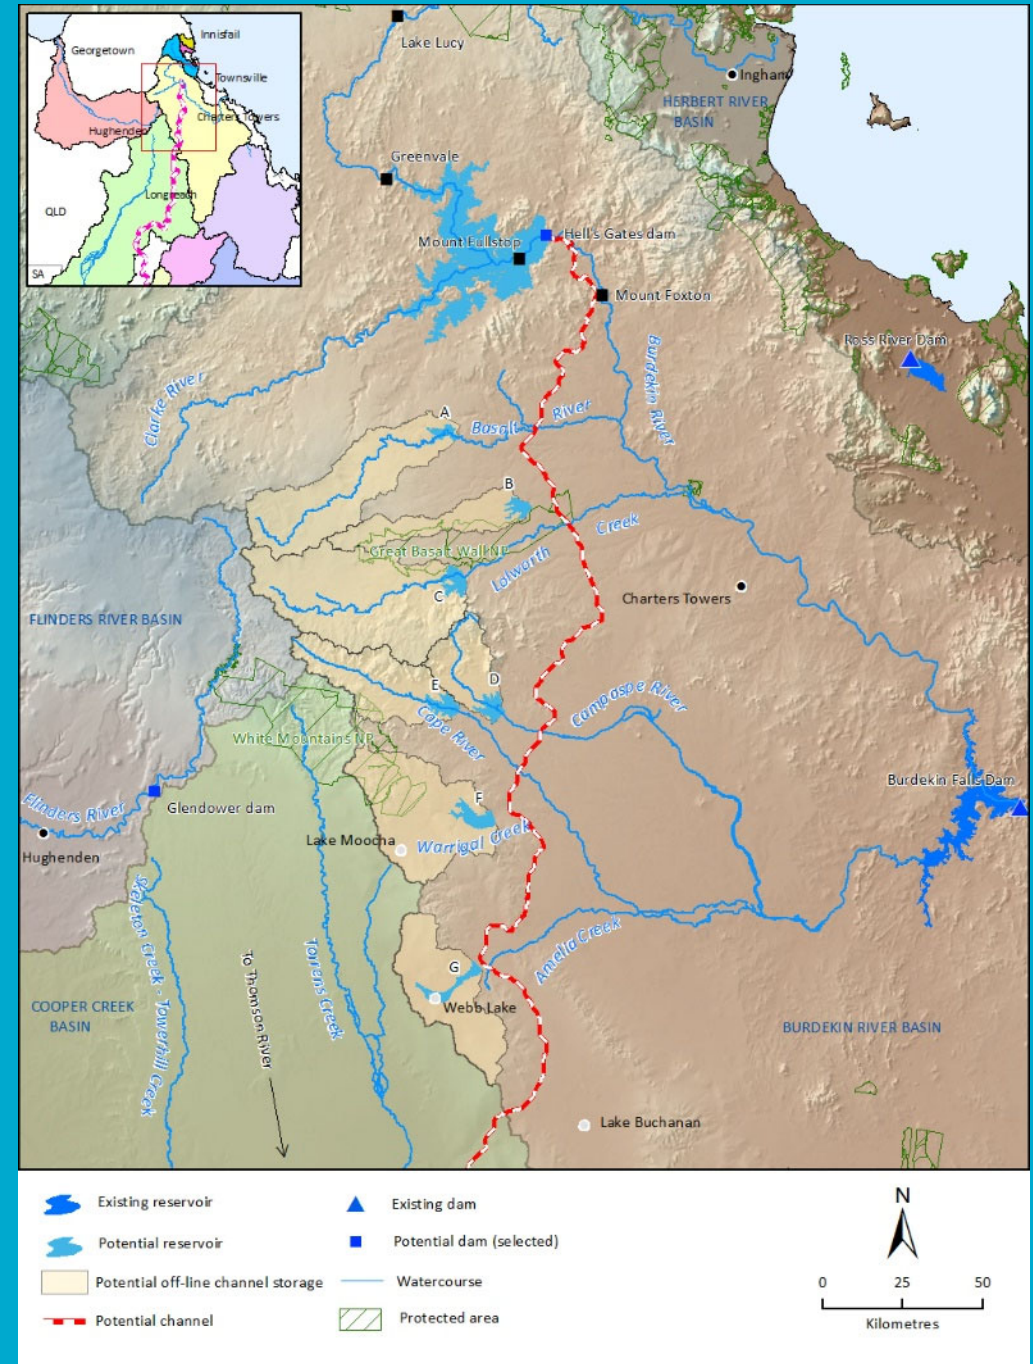 Georgetown
Innisfail
Townsville
Charters Towers
Hughenden
Longreach
QLD
SA
Lake Lucy
Ingham
HERBERT RIVER
BASIN
Greenvale
Mount Fullstop
Hell's Gates dam
Mount Foxton
Ross River Dam
Burdekin River
Clarke River
A
Basalt River
B
Great Basalt Wall NP
Lolworth Creek
C
Charters Towers
FLINDERS RIVER BASIN
E
D
Cape River
Campaspe River
White Mountains NP
Burdekin Falls Dam
Flinders River
Glendower dam
F
Hughenden
Lake Moocha
Warrigal Creek
Skeleton Creek - Towerhill Creek
To Thomson River
Torrens Creek
Amelia Creek
G
Webb Lake
COOPER CREEK
BASIN
BURDEKIN RIVER BASIN
Lake Buchanan
Existing reservoir
Potential reservoir
Potential off-line channel storage
Potential channel
Existing dam
Potential dam (selected)
Watercourse
Protected area
N
0 25 50
Kilometres